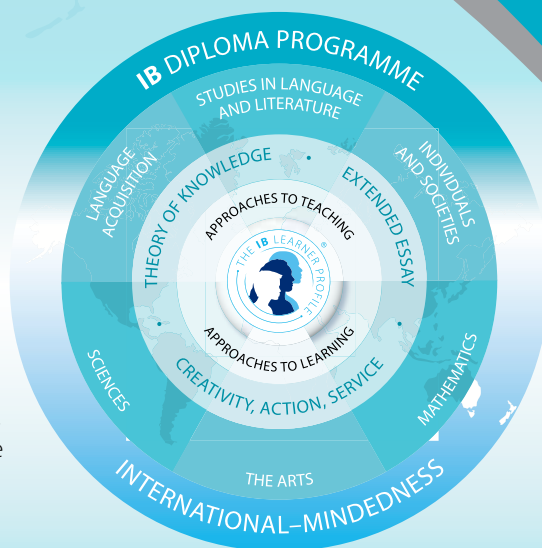 IB DIPLOMA PROGRAMME
STUDIES IN LANGUAGE
AND LITERATURE
LANGUAGE
ACQUISITION
INDIVIDUALS
AND SOCIETIES
THEORY OF KNOWLEDGE
EXTENDED ESSAY
APPROACHES TO TEACHING
THE IB LEARNER PROFILE
®
APPROACHES TO LEARNING
CREATIVITY, ACTION, SERVICE
SCIENCES
MATHEMATICS
THE ARTS
e
INTERNATIONAL–MINDEDNESS